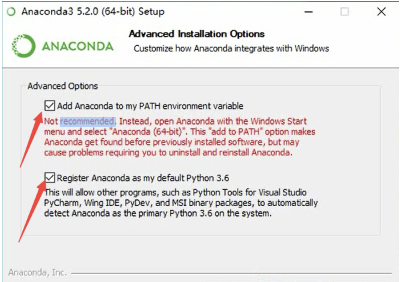 Anaconda3 5.2.0 (64-bit) Setup
ANACONDA
Advanced Installation Options
Customize how Anaconda integrates with Windows
Advanced Options
Add Anaconda to my PATH environment variable
Not recommended. Instead, open Anaconda with the Windows Start
menu and select "Anaconda (64-bit)". This "add to PATH" option makes
Anaconda get found before previously installed software, but may
cause problems requiring you to uninstall and reinstall Anaconda.
Register Anaconda as my default Python 3.6
This will allow other programs, such as Python Tools for Visual Studio
PyCharm, Wing IDE, PyDev, and MSI binary packages, to automatically
detect Anaconda as the primary Python 3.6 on the system.
Anaconda, Inc.